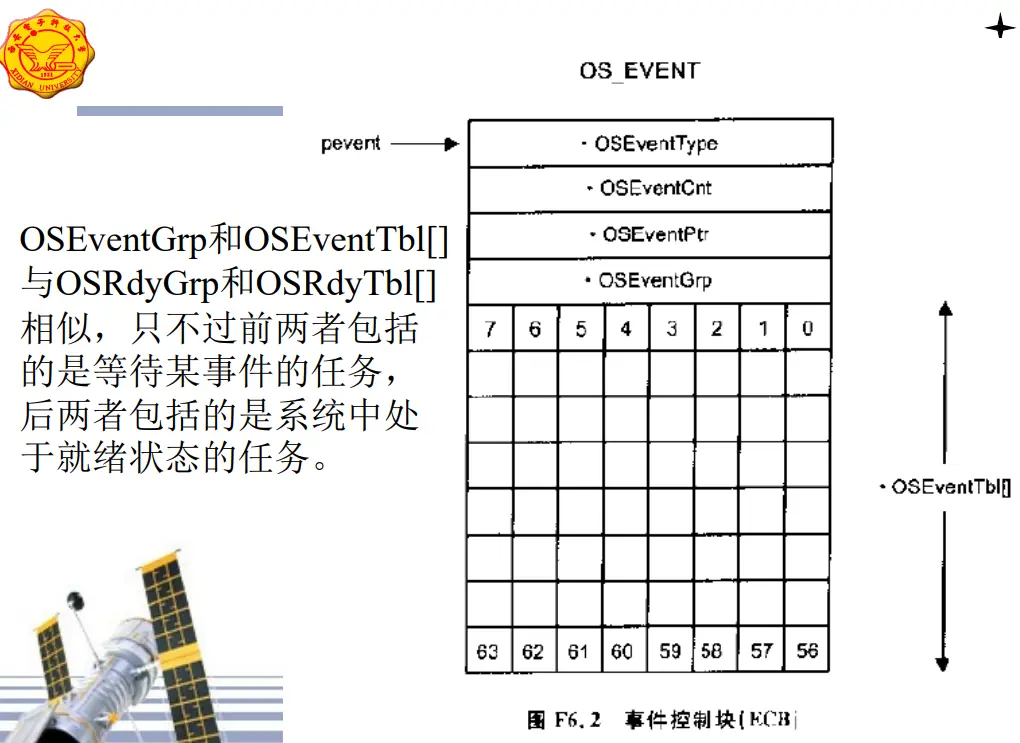 XIDIAN UNIVERSITY
1931
OS_EVENT
pevent
·OSEventType
·OSEventCnt
·OSEventPtr
·OSEventGrp
7 6 5 4 3 2 1 0
63 62 61 60 59 58 57 56
·OSEventTbl[]
OSEventGrp和OSEventTbl[]
与OSRdyGrp和OSRdyTbl[]
相似，只不过前两者包括
的是等待某事件的任务，
后两者包括的是系统中处
于就绪状态的任务。
图 F6.2 事件控制块(ECB)